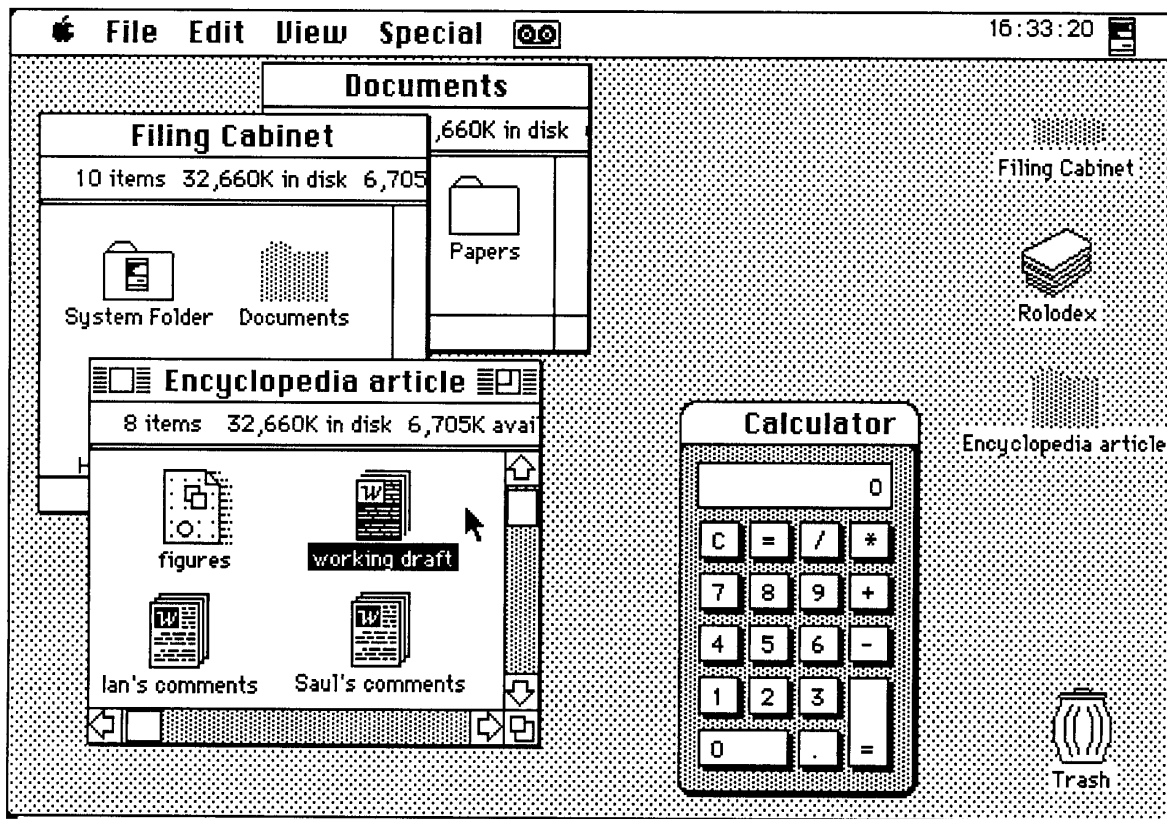 File Edit View Special
16:33:20
Documents
,660K in disk
Papers
Filing Cabinet
10 items 32,660K in disk 6,705
System Folder
Documents
Encyclopedia article
8 items 32,660K in disk 6,705K avai
figures
working draft
Ian's comments
Saul's comments
Calculator
0
C = / *
7 8 9 +
4 5 6 -
1 2 3
0 . =
Filing Cabinet
Rolodex
Encyclopedia article
Trash